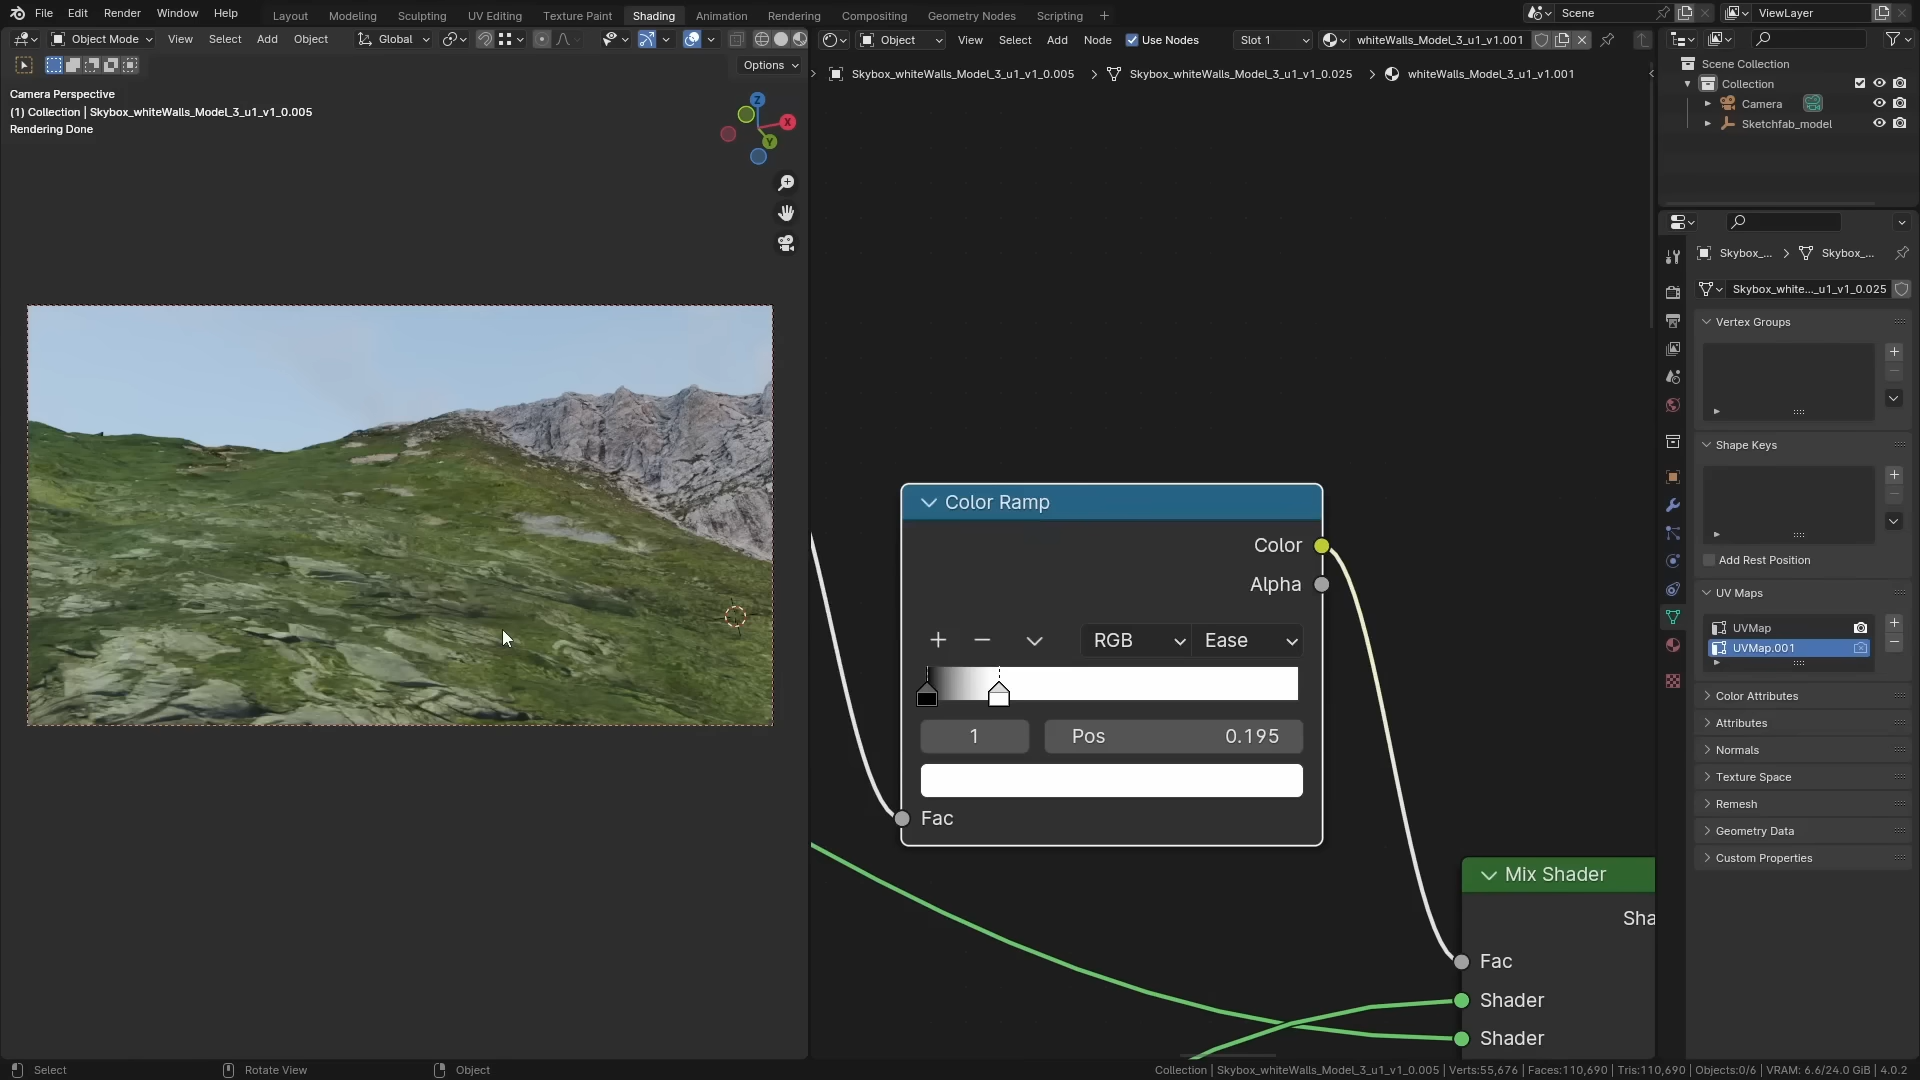 File Edit Render Window Help Layout Modeling Sculpting UV Editing Texture Paint Shading Animation Rendering Compositing Geometry Nodes Scripting + Scene ViewLayer
Object Mode View Select Add Object Global Object View Select Add Node Use Nodes Slot 1 whiteWalls_Model_3_u1_v1.001
Options
Skybox_whiteWalls_Model_3_u1_v1_0.005 > Skybox_whiteWalls_Model_3_u1_v1_0.025 > whiteWalls_Model_3_u1_v1.001
Camera Perspective
(1) Collection | Skybox_whiteWalls_Model_3_u1_v1_0.005
Rendering Done
Z
X
Y
Color Ramp
Color
Alpha
RGB Ease
1 Pos 0.195
Fac
Mix Shader
Sha
Fac
Shader
Shader
Scene Collection
Collection
Camera
Sketchfab_model
Skybox_... > Skybox_...
Skybox_white..._u1_v1_0.025
Vertex Groups
Shape Keys
Add Rest Position
UV Maps
UVMap
UVMap.001
Color Attributes
Attributes
Normals
Texture Space
Remesh
Geometry Data
Custom Properties
Select Rotate View Object Collection | Skybox_whiteWalls_Model_3_u1_v1_0.005 | Verts:55,676 | Faces:110,690 | Tris:110,690 | Objects:0/6 | VRAM: 6.6/24.0 GiB | 4.0.2